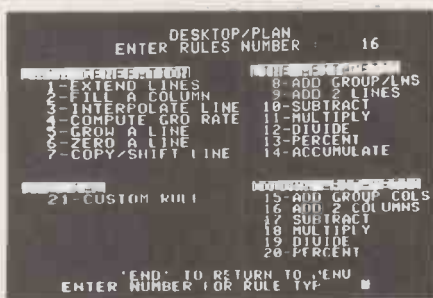 DESKTOP/PLAN
ENTER RULES NUMBER : 16
GENERATION
1-EXTEND LINES
2-FILL A COLUMN
3-INTERPOLATE LINE
4-COMPUTE GRO RATE
5-GROW A LINE
6-ZERO A LINE
7-COPY/SHIFT LINE
LINE
8-ADD GROUP/LNS
9-ADD 2 LINES
10-SUBTRACT
11-MULTIPLY
12-DIVIDE
13-PERCENT
14-ACCUMULATE
21-CUSTOM RULE
15-ADD GROUP COLS
16 ADD 2 COLUMNS
17 SUBTRACT
18 MULTIPLY
19 DIVIDE
20-PERCENT
'END' TO RETURN TO MENU
ENTER NUMBER FOR RULE TYP